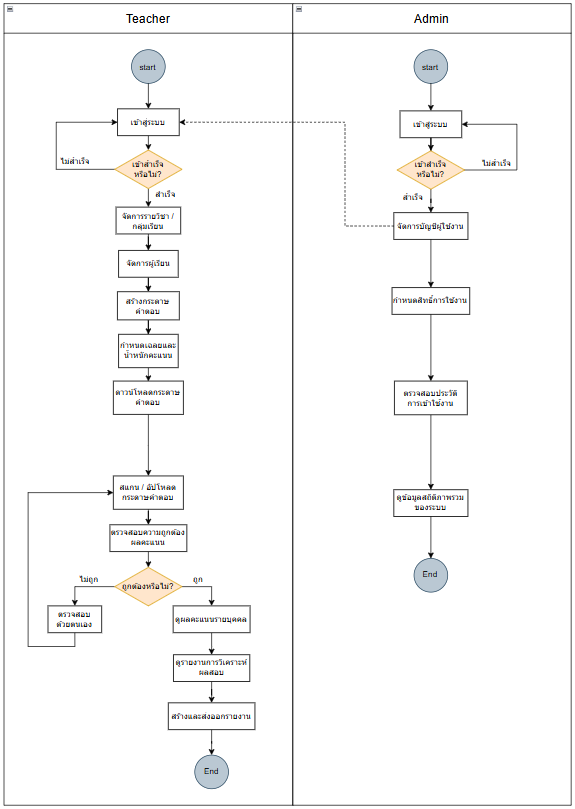 Teacher
Admin
start
เข้าสู่ระบบ
ไม่สำเร็จ
เข้าสำเร็จ
หรือไม่?
สำเร็จ
จัดการรายวิชา /
กลุ่มเรียน
จัดการผู้เรียน
สร้างกระดาษ
คำตอบ
กำหนดเฉลยและ
น้ำหนักคะแนน
ดาวน์โหลดกระดาษ
คำตอบ
สแกน / อัปโหลด
กระดาษคำตอบ
ตรวจสอบความถูกต้อง
ผลคะแนน
ถูกต้องหรือไม่?
ไม่ถูก
ถูก
ตรวจสอบ
ด้วยตนเอง
ดูผลคะแนนรายบุคคล
ดูรายงานการวิเคราะห์
ผลสอบ
สร้างและส่งออกรายงาน
End
start
เข้าสู่ระบบ
เข้าสำเร็จ
หรือไม่?
ไม่สำเร็จ
สำเร็จ
จัดการบัญชีผู้ใช้งาน
กำหนดสิทธิ์การใช้งาน
ตรวจสอบประวัติ
การเข้าใช้งาน
ดูข้อมูลสถิติภาพรวม
ของระบบ
End